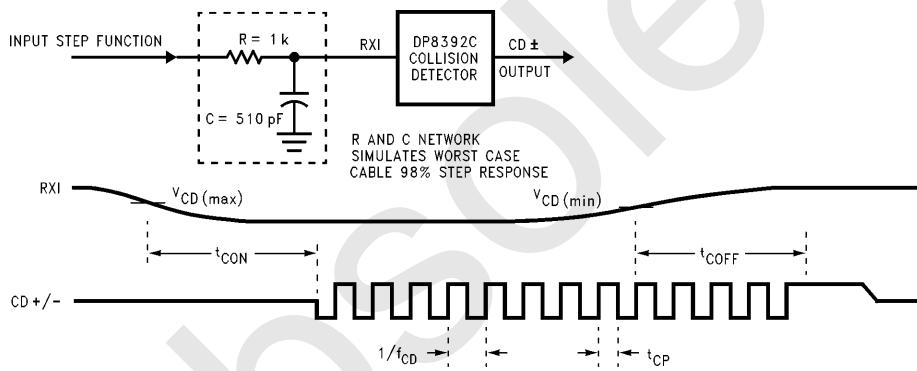 INPUT STEP FUNCTION
R = 1 k
RXI
DP8392C
COLLISION
DETECTOR
CD ±
OUTPUT
C = 510 pF
R AND C NETWORK
SIMULATES WORST CASE
CABLE 98% STEP RESPONSE
RXI
VCD (max)
VCD (min)
tCON
tCOFF
CD +/-
1/fCD
tCP